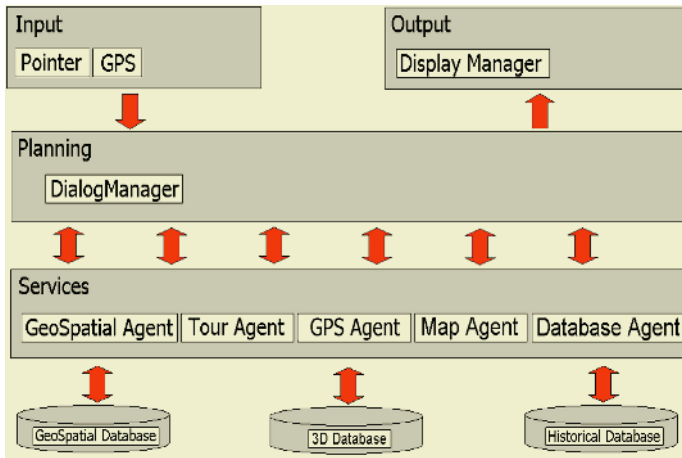 Input
Pointer GPS
Output
Display Manager
Planning
DialogManager
Services
GeoSpatial Agent Tour Agent GPS Agent Map Agent Database Agent
GeoSpatial Database 3D Database Historical Database